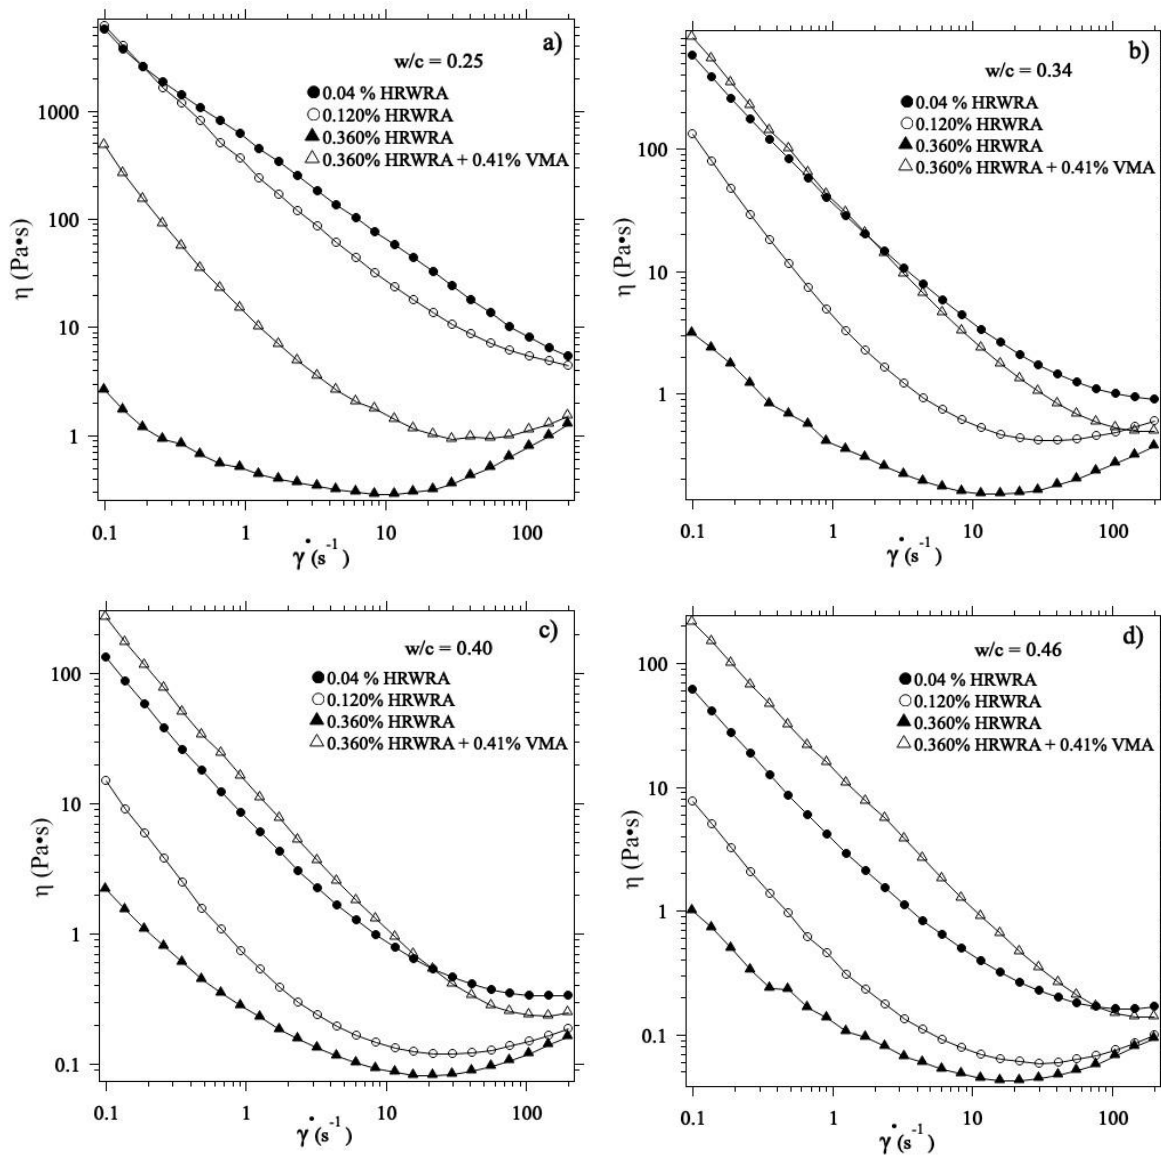 a)
w/c = 0.25
0.04 % HRWRA
0.120% HRWRA
0.360% HRWRA
0.360% HRWRA + 0.41% VMA
1000
100
10
1
η (Pa•s)
0.1 1 10 100
γ̇ (s⁻¹)
b)
w/c = 0.34
0.04 % HRWRA
0.120% HRWRA
0.360% HRWRA
0.360% HRWRA + 0.41% VMA
100
10
1
η (Pa•s)
0.1 1 10 100
γ̇ (s⁻¹)
c)
w/c = 0.40
0.04 % HRWRA
0.120% HRWRA
0.360% HRWRA
0.360% HRWRA + 0.41% VMA
100
10
1
0.1
η (Pa•s)
0.1 1 10 100
γ̇ (s⁻¹)
d)
w/c = 0.46
0.04 % HRWRA
0.120% HRWRA
0.360% HRWRA
0.360% HRWRA + 0.41% VMA
100
10
1
0.1
η (Pa•s)
0.1 1 10 100
γ̇ (s⁻¹)